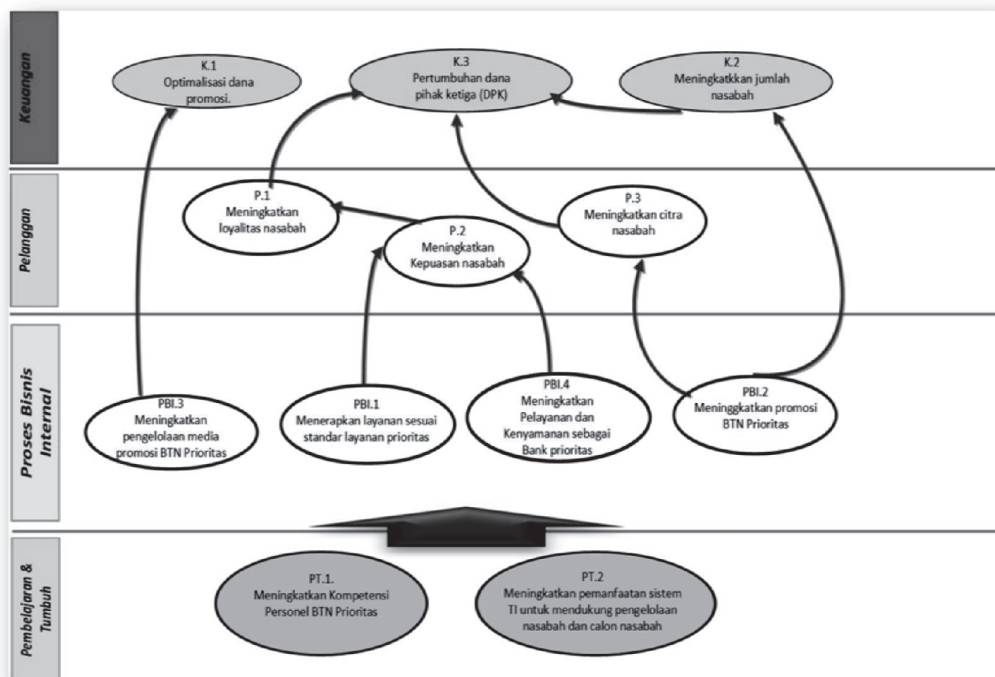 Keuangan
K.1
Optimalisasi dana
promosi.
K.3
Pertumbuhan dana
pihak ketiga (DPK)
K.2
Meningkatkkan jumlah
nasabah
Pelanggan
P.1
Meningkatkan
loyalitas nasabah
P.2
Meningkatkan
Kepuasan nasabah
P.3
Meningkatkan citra
nasabah
Proses Bisnis
Internal
PBI.3
Meningkatkan
pengelolaan media
promosi BTN Prioritas
PBI.1
Menerapkan layanan sesuai
standar layanan prioritas
PBI.4
Meningkatkan
Pelayanan dan
Kenyamanan sebagai
Bank prioritas
PBI.2
Meninggkatkan promosi
BTN Prioritas
Pembelajaran &
Tumbuh
PT.1.
Meningkatkan Kompetensi
Personel BTN Prioritas
PT.2
Meningkatkan pemanfaatan sistem
TI untuk mendukung pengelolaan
nasabah dan calon nasabah